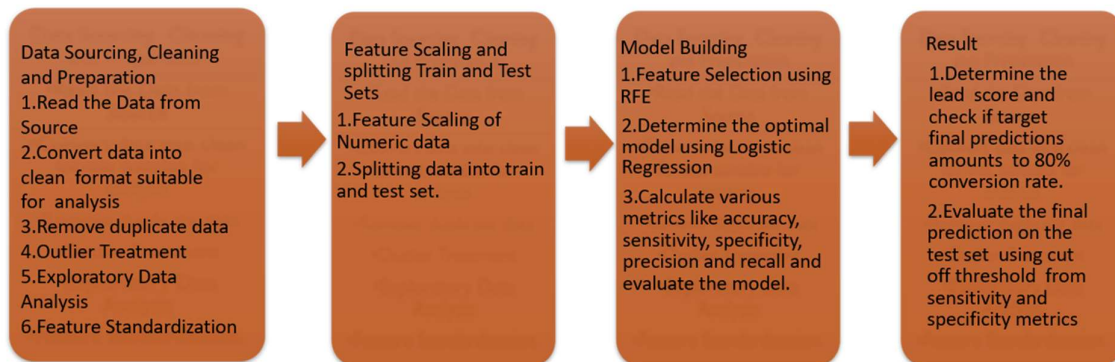 Data Sourcing, Cleaning
and Preparation
1.Read the Data from
Source
2.Convert data into
clean format suitable
for analysis
3.Remove duplicate data
4.Outlier Treatment
5.Exploratory Data
Analysis
6.Feature Standardization
Feature Scaling and
splitting Train and Test
Sets
1.Feature Scaling of
Numeric data
2.Splitting data into train
and test set.
Model Building
1.Feature Selection using
RFE
2.Determine the optimal
model using Logistic
Regression
3.Calculate various
metrics like accuracy,
sensitivity, specificity,
precision and recall and
evaluate the model.
Result
1.Determine the
lead score and
check if target
final predictions
amounts to 80%
conversion rate.
2.Evaluate the final
prediction on the
test set using cut
off threshold from
sensitivity and
specificity metrics